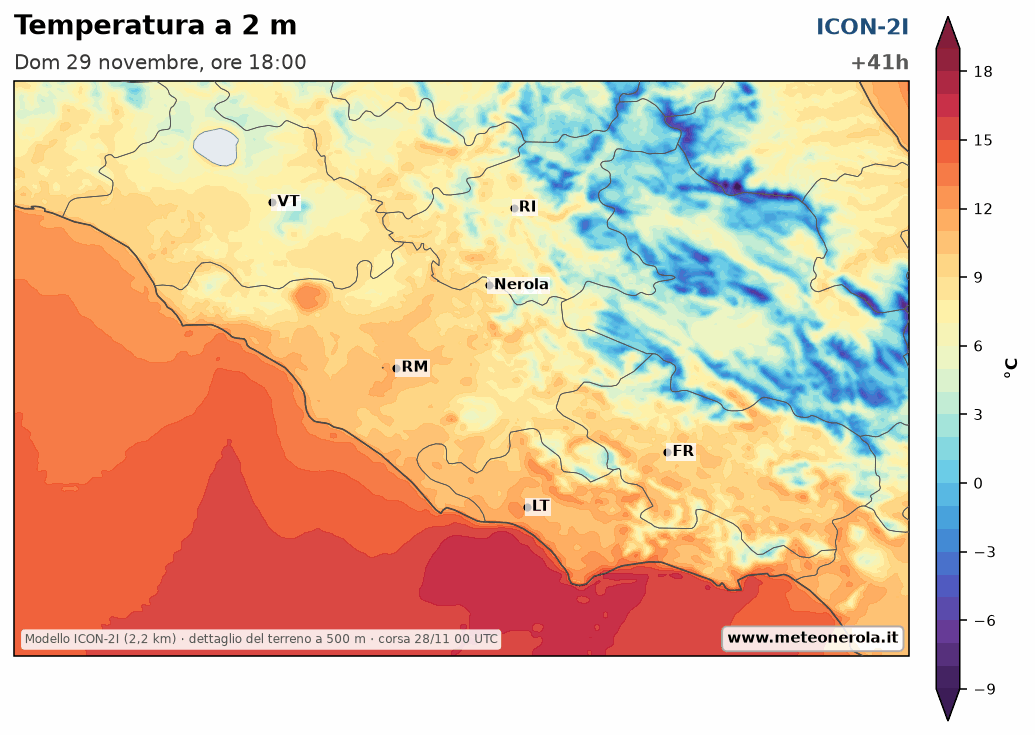 Temperatura a 2 m
ICON-2I
Dom 29 novembre, ore 18:00
+41h
VT
RI
Nerola
RM
FR
LT
18
15
12
9
6
3
0
−3
−6
−9
°C
Modello ICON-2I (2,2 km) · dettaglio del terreno a 500 m · corsa 28/11 00 UTC
www.meteonerola.it